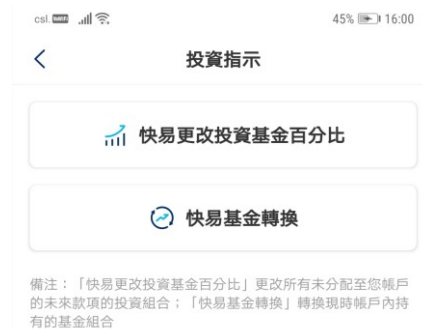 csl. 45% 16:00
投資指示
快易更改投資基金百分比
快易基金轉換
備注：「快易更改投資基金百分比」更改所有未分配至您帳戶
的未來款項的投資組合；「快易基金轉換」轉換現時帳戶內持
有的基金組合